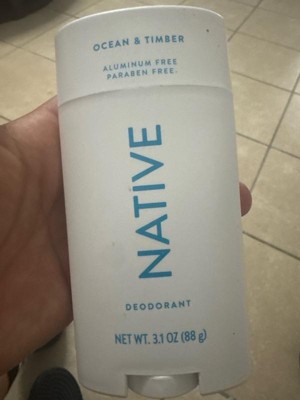 OCEAN & TIMBER
ALUMINUM FREE
PARABEN FREE.
NATIVE
DEODORANT
NET WT. 3.1 OZ (88 g)